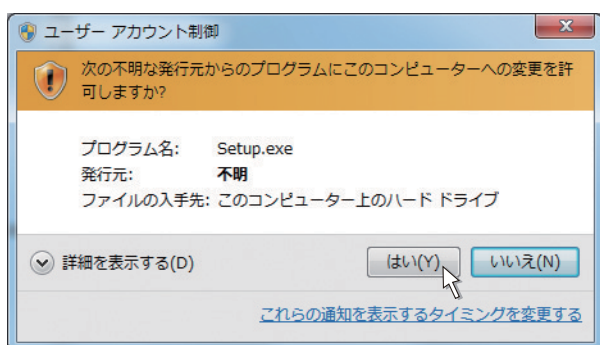 ユーザー アカウント制御
次の不明な発行元からのプログラムにこのコンピューターへの変更を許
可しますか?
プログラム名: Setup.exe
発行元: 不明
ファイルの入手先: このコンピューター上のハード ドライブ
詳細を表示する(D) はい(Y) いいえ(N)
これらの通知を表示するタイミングを変更する